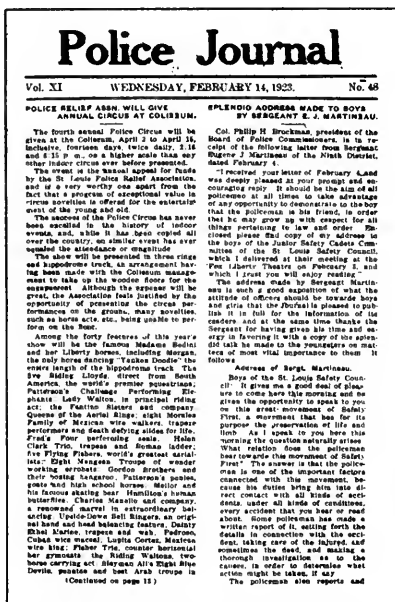 Police Journal
Vol. XI WEDNESDAY, FEBRUARY 14, 1923. No. 48
POLICE RELIEF ASSN. WILL GIVE
ANNUAL CIRCUS AT COLISEUM.
The fourth annual Police Circus will be
given at the Coliseum, April 2 to April 15,
inclusive, fourteen days, twice daily, 2.15
and 8.15 p. m., on a higher scale than any
other indoor circus ever before presented.
The event is the annual appeal for funds
by the St Louis Police Relief Association,
and is a very worthy one apart from the
fact that a program of exceptional value in
circus novelties is offered for the entertain-
ment of the young and old.
The success of the Police Circus has never
been excelled in the history of indoor
events, and, while it has been copied all
over the country, no similar event has ever
equaled the attendance or magnitude
The show will be presented in three rings
and hippodrome track, an arrangement hav-
ing been made with the Coliseum manage-
ment to take up the wooden floors for the
engagement Although the expense will be
great, the Association feels justified by the
opportunity of presenting the circus per-
formances on the ground, many novelties,
such as horse acts, etc., being unable to per-
form on the floor.
Among the forty features of this year's
show will be the famous Madame Bedini
and her Liberty horses, including Morgan,
the only horse dancing "Yankee Doodle" the
entire length of the hippodrome track The
five Riding Lloyds, direct from South
America, the world's premier equestrians;
Patterson's Challenge Performing Ele-
phants Lady Walton, in principal riding
act; the Fantino Sisters and company,
Queens of the Aerial Rings; eight Morales
Family of Mexican wire walkers, trapeze
performers and death defying slides for life.
Fred's Four performing seals. Helen
Clark Trio, trapeze and Roman ladder;
five Flying Fishers, world's greatest aerial-
ists; Eight Nangeas Troupe of wonder
working acrobats. Gordon Brothers and
their boxing kangaroo, Patterson's ponies,
goats and high school horses. Heilor and
his famous skating bear Hamilton's human
butterflies. Charles Masello and company,
a renowned marvel in extraordinary bal-
ancing Upside-Down Bell Ringers, an origi-
nal hand and head balancing feature, Dainty
Ethel Marine, trapeze and web. Pedroso,
Cuban wire marvel, Lupita Cortez, Mexican
wire king; Fisher Trio, counter horizontal
bar gymnasts the Riding Waltons, two-
horse carrying act. Sleyman Ali's Eight Blue
Devils, greatest and best Arab troupe in
(Continued on page 15)
SPLENDID ADDRESS MADE TO BOYS
BY SERGEANT E. J. MARTINEAU.
Col. Philip H Brockman, president of the
Board of Police Commissioners, is in re-
ceipt of the following letter from Sergeant
Eugene J Martineau of the Ninth District,
dated February 4.
"I received your letter of February 4 and
was deeply pleased at your prompt and en-
couraging reply It should be the aim of all
policemen at all times to take advantage
of any opportunity to demonstrate to the boy
that the policeman is his friend, in order
that he may grow up with respect for all
things pertaining to law and order En-
closed please find copy of my address to
the boys of the Junior Safety Cadets Com-
mittee of the St Louis Safety Council,
which I delivered at their meeting at the
Fox Liberty Theatre on February 3, and
which I trust you will enjoy reading"
The address made by Sergeant Martin-
eau is such a good exposition of what the
attitude of officers should be towards boys
and girls that the Journal is pleased to pub-
lish it in full for the information of its
readers and at the same time thanks the
Sergeant for having given his time and en-
ergy in favoring it with a copy of the splen-
did talk he made to the youngsters on mat-
ters of most vital importance to them It
follows
Address of Sergt. Martineau.
Boys of the St. Louis Safety Coun-
cil It gives me a good deal of pleas-
ure to come here this morning and be
given the opportunity to speak to you
on this great movement of Safety
First, a movement that has for its
purpose the preservation of life and
limb As I speak to you here this
morning the question naturally arises
What relation does the policeman
bear towards this movement of Safety
First? The answer is that the police-
man is one of the important factors
connected with this movement, be-
cause his duties bring him into di-
rect contact with all kinds of acci-
dents, under all kinds of conditions,
every accident that you hear or read
about. Some policeman has made a
written report of it, setting forth the
details in connection with the acci-
dent, taking care of the injured, and
sometimes the dead, and making a
thorough investigation as to the
causes, in order to determine what
action might be taken, if any
The policeman also reports and